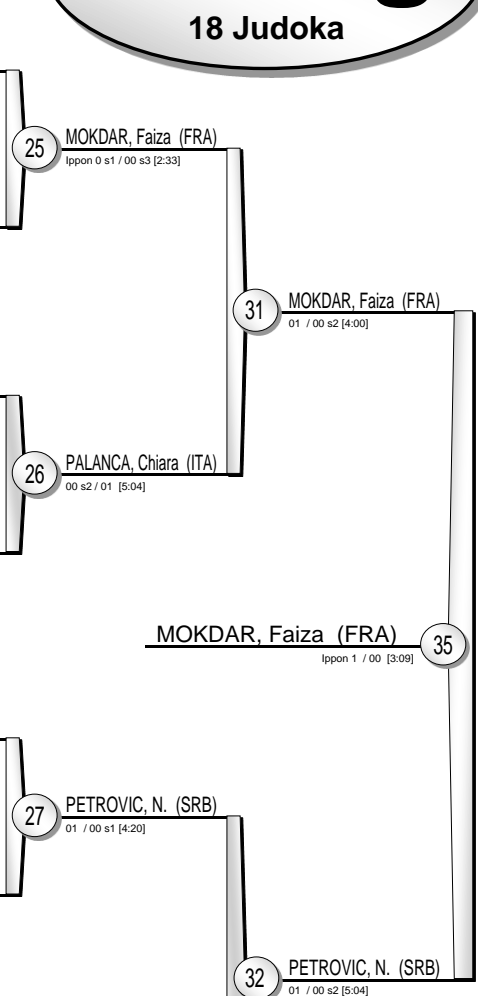 18 Judoka
25
MOKDAR, Faiza (FRA)
Ippon 0 s1 / 00 s3 [2:33]
31
MOKDAR, Faiza (FRA)
01 / 00 s2 [4:00]
26
PALANCA, Chiara (ITA)
00 s2 / 01 [5:04]
MOKDAR, Faiza (FRA)
35
Ippon 1 / 00 [3:09]
27
PETROVIC, N. (SRB)
01 / 00 s1 [4:20]
32
PETROVIC, N. (SRB)
01 / 00 s2 [5:04]